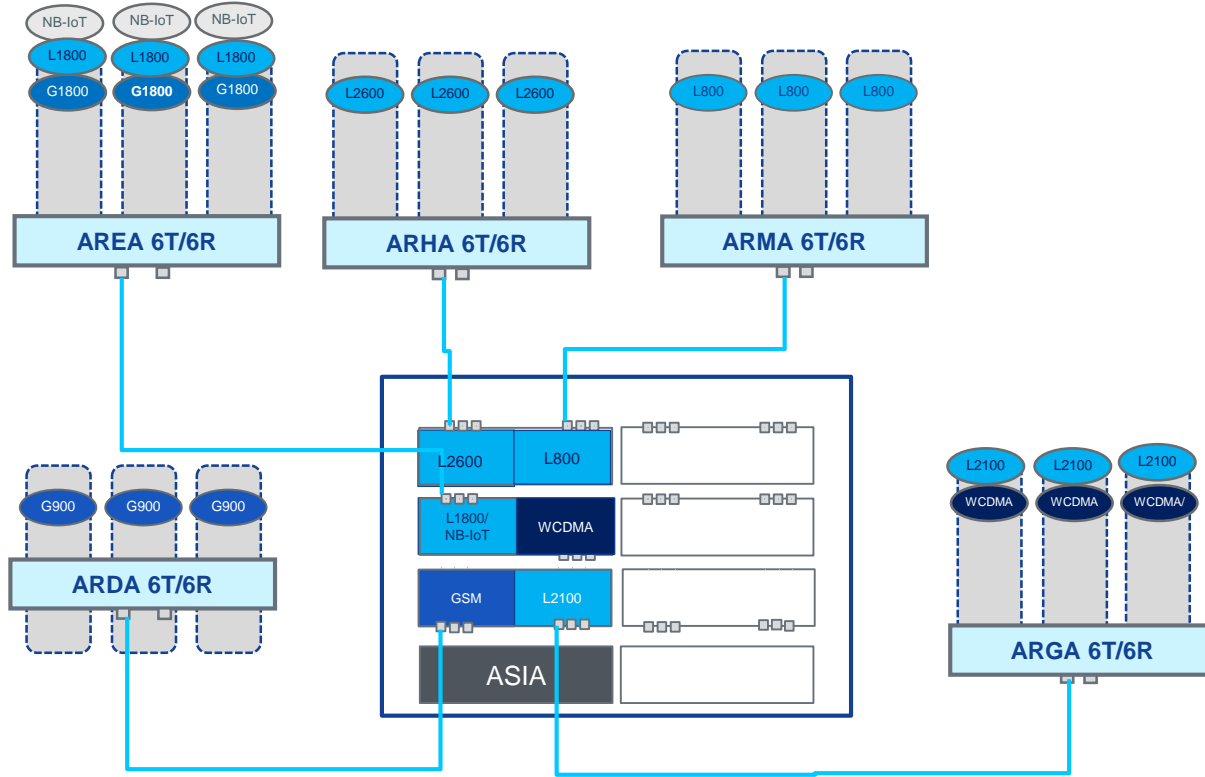 NB-IoT
NB-IoT
NB-IoT
L1800
L1800
L1800
G1800
G1800
G1800
AREA 6T/6R
L2600
L2600
L2600
ARHA 6T/6R
L800
L800
L800
ARMA 6T/6R
L2600
L800
L1800/
NB-IoT
WCDMA
GSM
L2100
ASIA
G900
G900
G900
ARDA 6T/6R
L2100
L2100
L2100
WCDMA
WCDMA
WCDMA/
ARGA 6T/6R